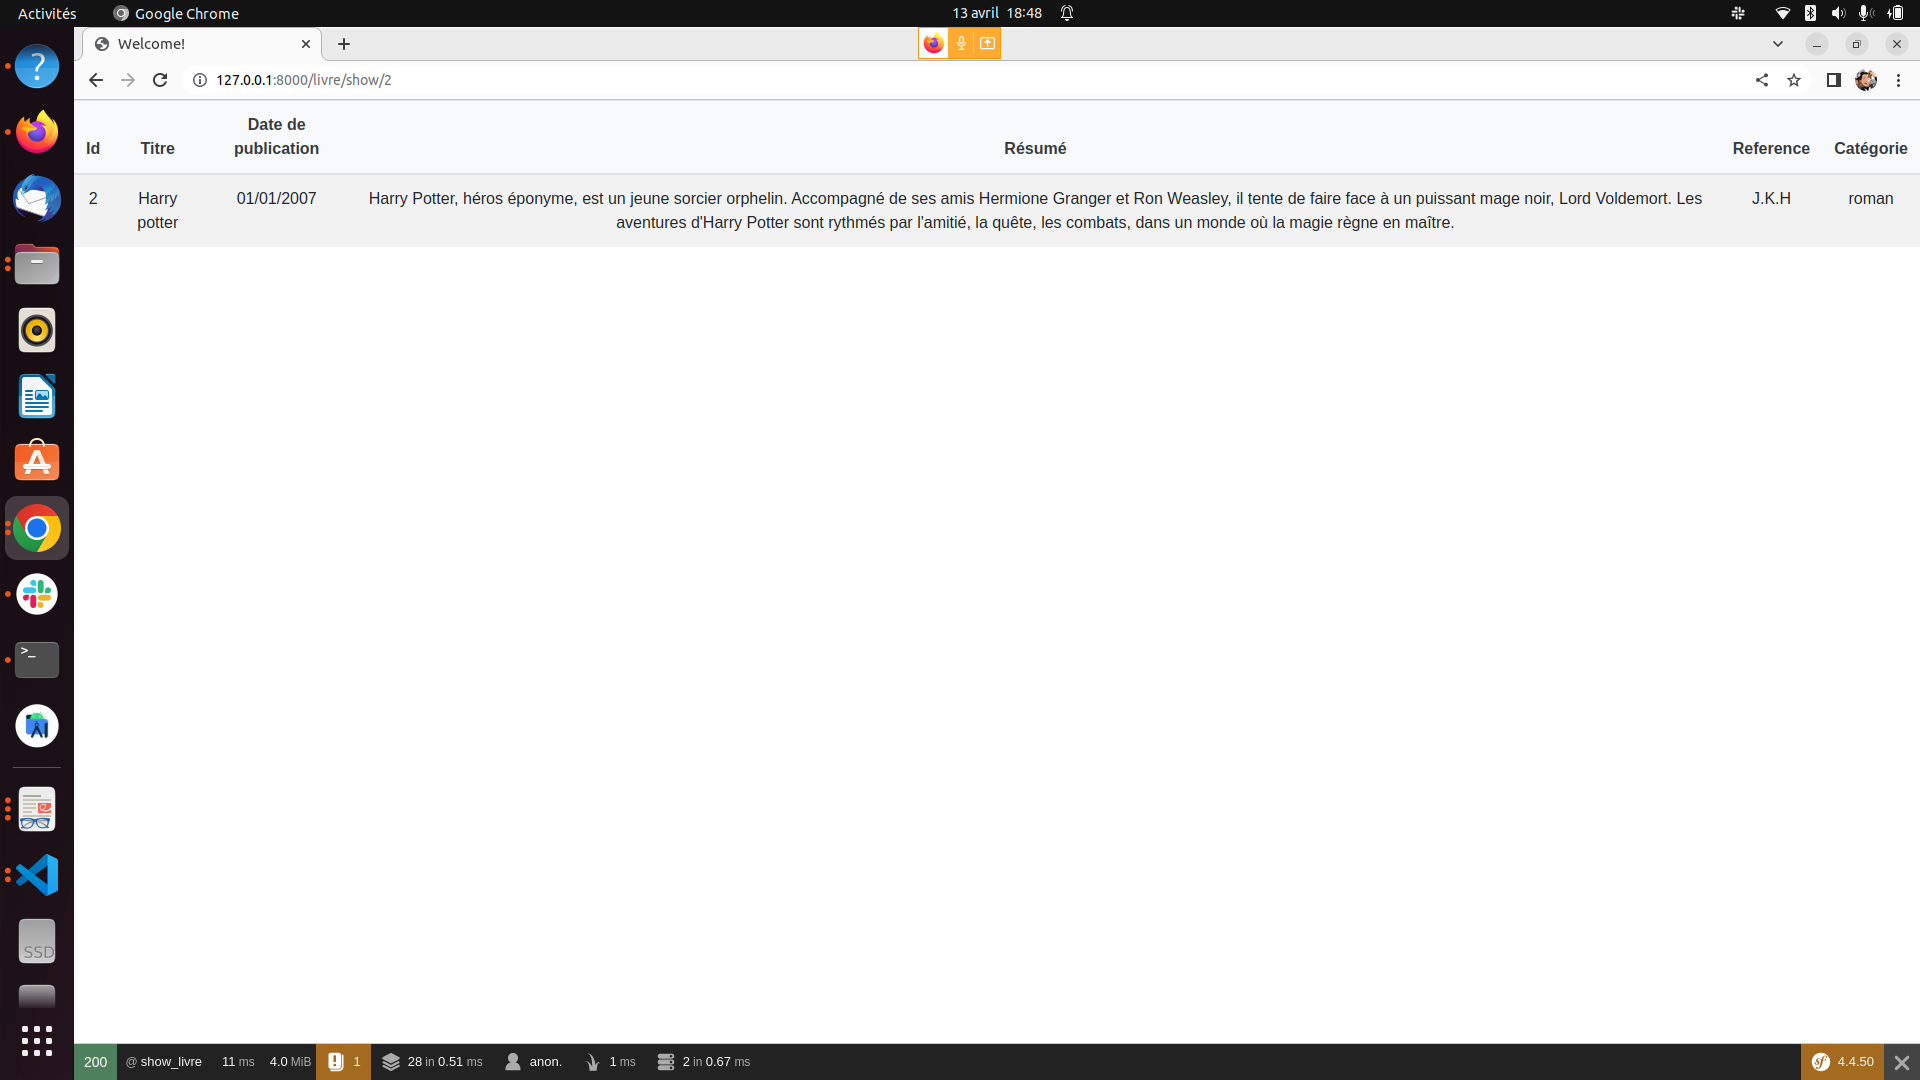 Activités
Google Chrome
13 avril 18:48
Welcome!
127.0.0.1:8000/livre/show/2
Id
Titre
Date de
publication
Résumé
Reference
Catégorie
2
Harry
potter
01/01/2007
Harry Potter, héros éponyme, est un jeune sorcier orphelin. Accompagné de ses amis Hermione Granger et Ron Weasley, il tente de faire face à un puissant mage noir, Lord Voldemort. Les
aventures d'Harry Potter sont rythmés par l'amitié, la quête, les combats, dans un monde où la magie règne en maître.
J.K.H
roman
SSD
200
@ show_livre
11 ms
4.0 MiB
1
28 in 0.51 ms
anon.
1 ms
2 in 0.67 ms
sf
4.4.50